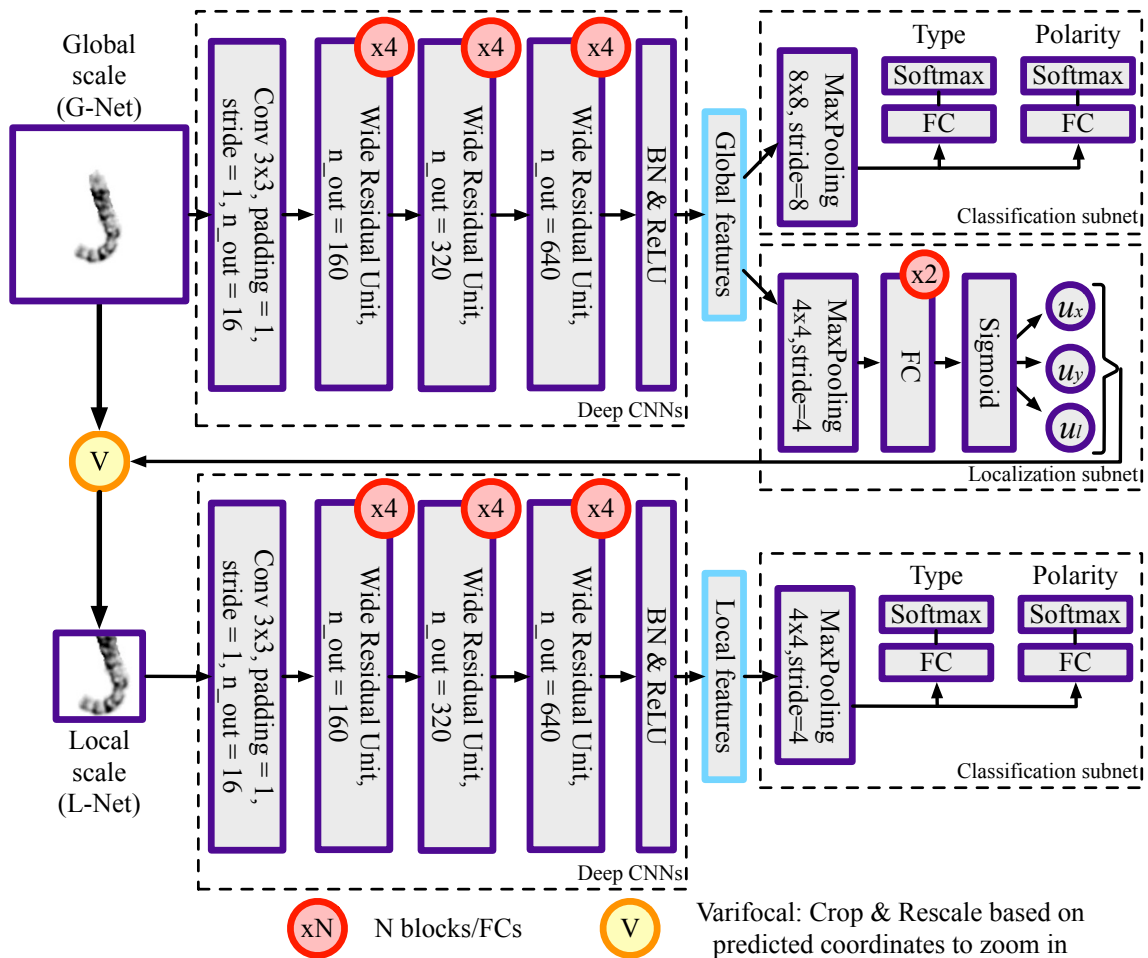 Global
scale
(G-Net)
Conv 3x3, padding = 1,
stride = 1, n_out = 16
x4
Wide Residual Unit,
n_out = 160
x4
Wide Residual Unit,
n_out = 320
x4
Wide Residual Unit,
n_out = 640
BN & ReLU
Deep CNNs
Global features
MaxPooling
8x8, stride=8
Type
Softmax
FC
Polarity
Softmax
FC
Classification subnet
MaxPooling
4x4,stride=4
x2
FC
Sigmoid
ux
uy
ul
Localization subnet
V
Local
scale
(L-Net)
Conv 3x3, padding = 1,
stride = 1, n_out = 16
x4
Wide Residual Unit,
n_out = 160
x4
Wide Residual Unit,
n_out = 320
x4
Wide Residual Unit,
n_out = 640
BN & ReLU
Deep CNNs
Local features
MaxPooling
4x4,stride=4
Type
Softmax
FC
Polarity
Softmax
FC
Classification subnet
xN
N blocks/FCs
V
Varifocal: Crop & Rescale based on
predicted coordinates to zoom in